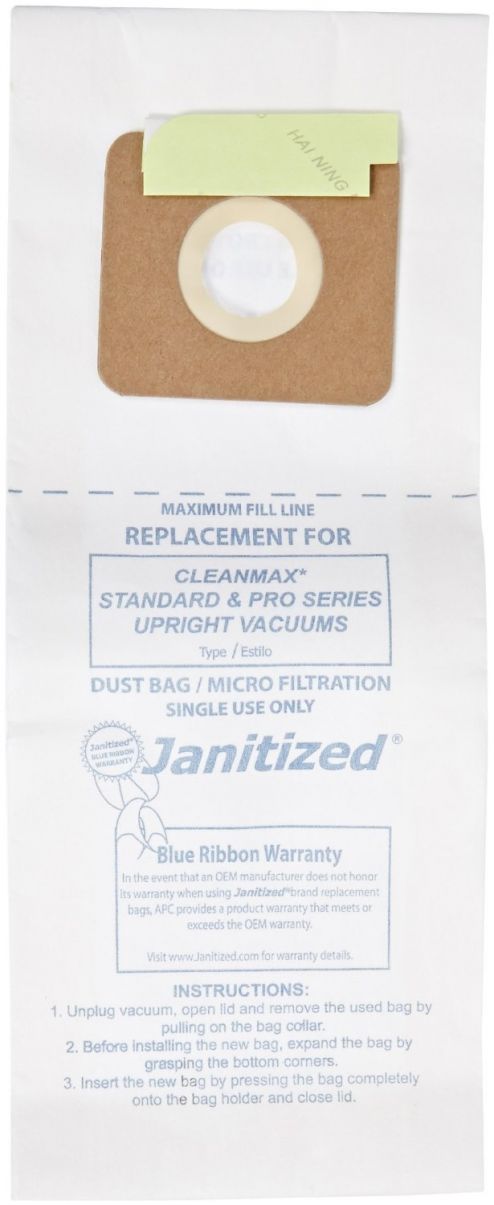 HAI NING
MAXIMUM FILL LINE
REPLACEMENT FOR
CLEANMAX*
STANDARD & PRO SERIES
UPRIGHT VACUUMS
Type / Estilo
DUST BAG / MICRO FILTRATION
SINGLE USE ONLY
Janitized®
BLUE RIBBON
WARRANTY
Janitized®
Blue Ribbon Warranty
In the event that an OEM manufacturer does not honor
its warranty when using Janitized® brand replacement
bags, APC provides a product warranty that meets or
exceeds the OEM warranty.
Visit www.Janitized.com for warranty details.
INSTRUCTIONS:
1. Unplug vacuum, open lid and remove the used bag by
pulling on the bag collar.
2. Before installing the new bag, expand the bag by
grasping the bottom corners.
3. Insert the new bag by pressing the bag completely
onto the bag holder and close lid.